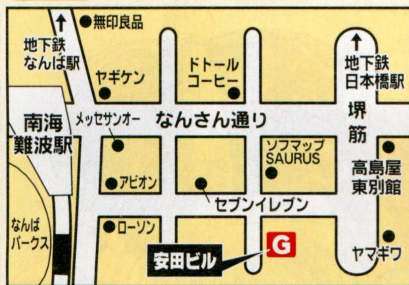 無印良品
地下鉄
なんば駅
ヤギケン
ドトール
コーヒー
地下鉄
日本橋駅
南海
難波駅
メッセサンオー
なんさん通り
堺筋
ソフマップ
SAURUS
高島屋
東別館
アビオン
セブンイレブン
なんば
パークス
ローソン
安田ビル
G
ヤマギワ